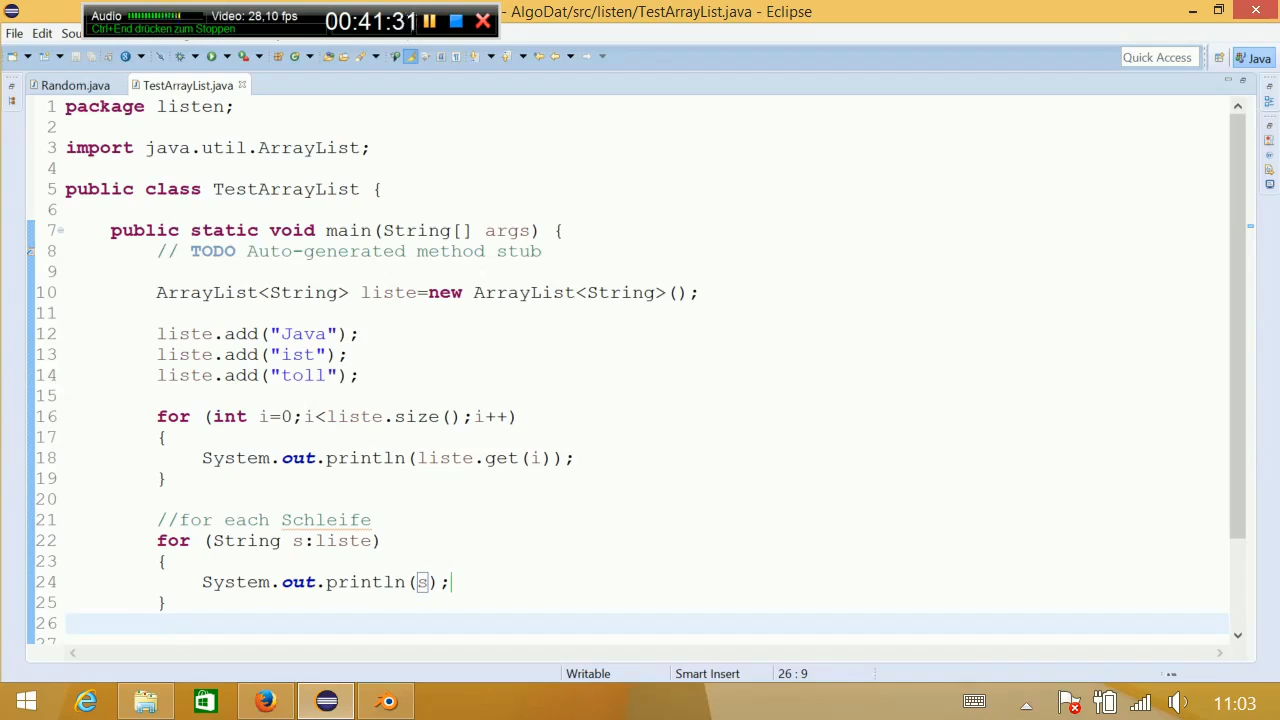 Audio Video: 28,10 fps 00:41:31
Ctrl+End drücken zum Stoppen
- AlgoDat/src/listen/TestArrayList.java - Eclipse
File Edit Sou
Quick Access Java
Random.java TestArrayList.java
1 package listen;
2
3 import java.util.ArrayList;
4
5 public class TestArrayList {
6
7 public static void main(String[] args) {
8 // TODO Auto-generated method stub
9
10 ArrayList<String> liste=new ArrayList<String>();
11
12 liste.add("Java");
13 liste.add("ist");
14 liste.add("toll");
15
16 for (int i=0;i<liste.size();i++)
17 {
18 System.out.println(liste.get(i));
19 }
20
21 //for each Schleife
22 for (String s:liste)
23 {
24 System.out.println(s);
25 }
26
27
Writable Smart Insert 26 : 9
11:03